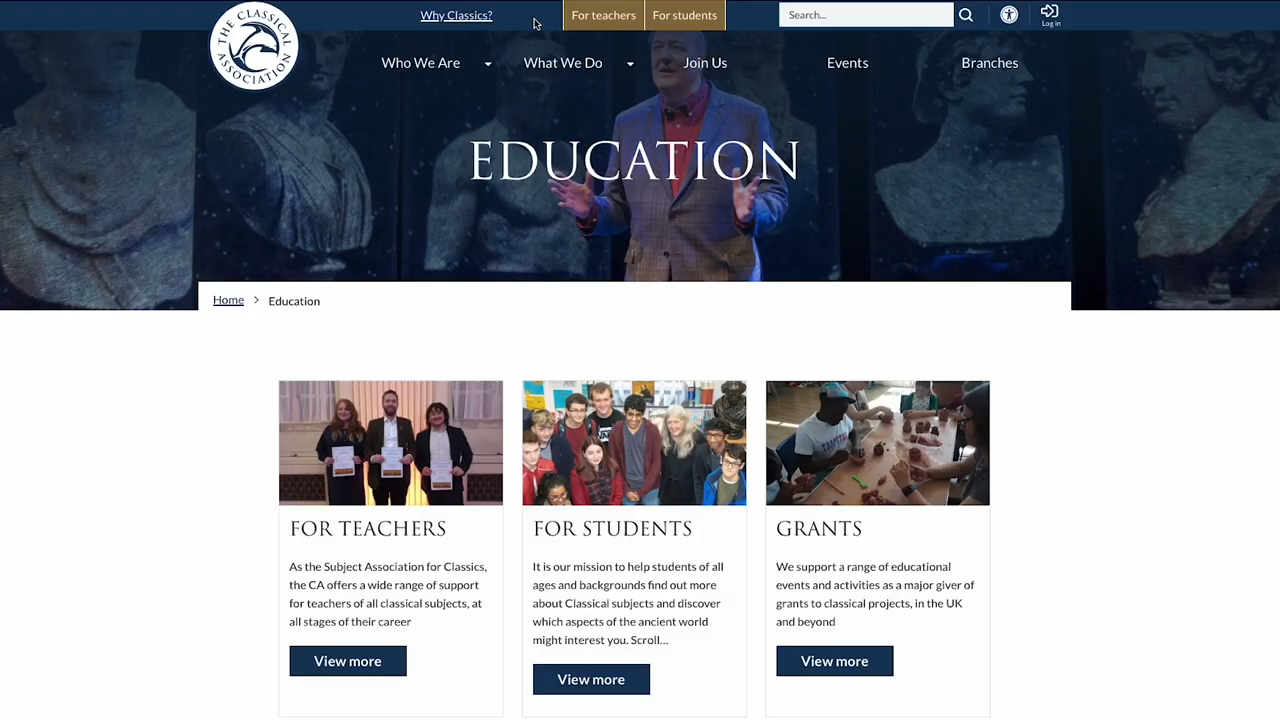 Why Classics?
For teachers
For students
Search...
Log in
THE CLASSICAL ASSOCIATION
Who We Are
What We Do
Join Us
Events
Branches
EDUCATION
Home > Education
FOR TEACHERS
As the Subject Association for Classics,
the CA offers a wide range of support
for teachers of all classical subjects, at
all stages of their career
View more
FOR STUDENTS
It is our mission to help students of all
ages and backgrounds find out more
about Classical subjects and discover
which aspects of the ancient world
might interest you. Scroll...
View more
GRANTS
We support a range of educational
events and activities as a major giver of
grants to classical projects, in the UK
and beyond
View more